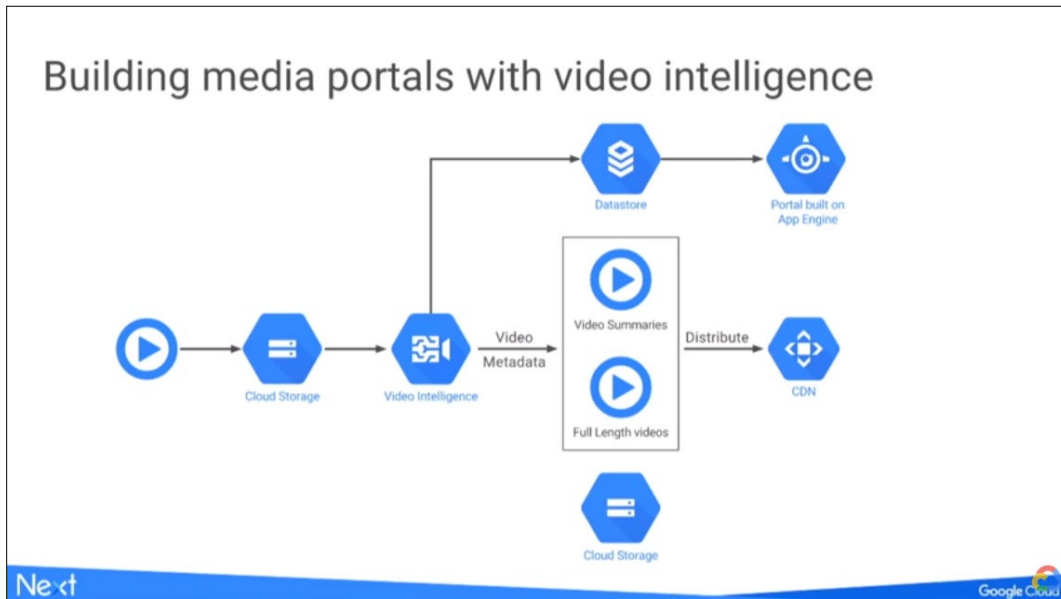 Building media portals with video intelligence
Datastore
Portal built on
App Engine
Video Summaries
Full Length videos
Cloud Storage
Video Intelligence
Video
Metadata
Distribute
CDN
Cloud Storage
Next
Google Cloud